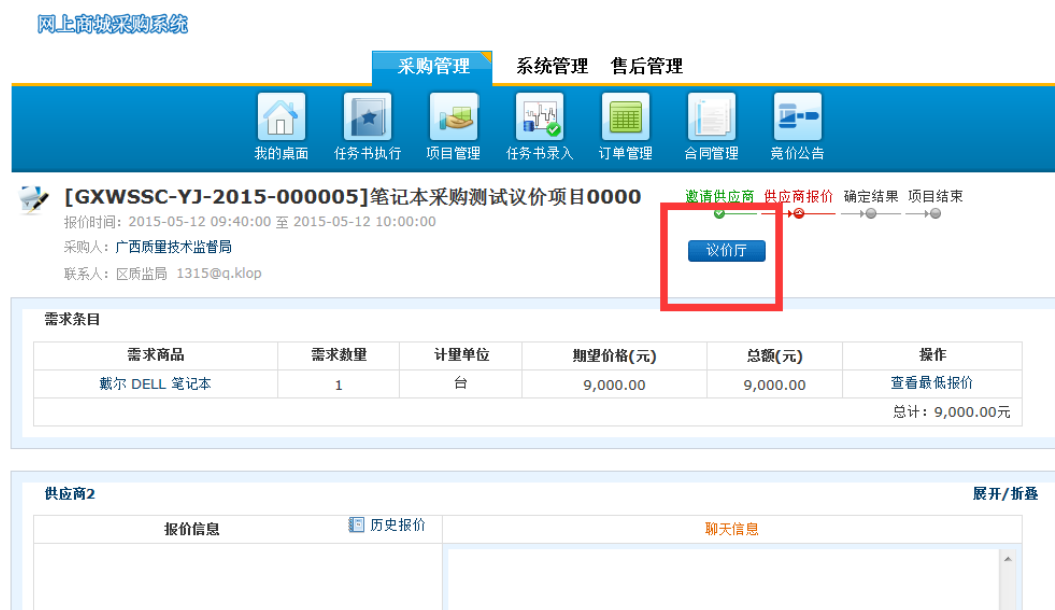 网上商城采购系统
采购管理 系统管理 售后管理
我的桌面 任务书执行 项目管理 任务书录入 订单管理 合同管理 竞价公告
[GXWSSC-YJ-2015-000005]笔记本采购测试议价项目0000
邀请供应商 供应商报价 确定结果 项目结束
报价时间：2015-05-12 09:40:00 至 2015-05-12 10:00:00
采购人：广西质量技术监督局
议价厅
联系人：区质监局 1315@q.klop
需求条目
需求商品 需求数量 计量单位 期望价格(元) 总额(元) 操作
戴尔 DELL 笔记本 1 台 9,000.00 9,000.00 查看最低报价
总计：9,000.00元
供应商2 展开/折叠
报价信息 历史报价 聊天信息